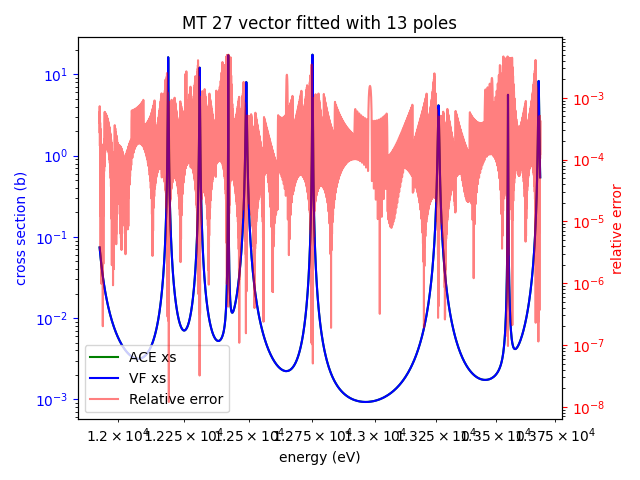 MT 27 vector fitted with 13 poles
cross section (b)
10¹
10⁰
10⁻¹
10⁻²
10⁻³
10⁻³
10⁻⁴
10⁻⁵
10⁻⁶
10⁻⁷
10⁻⁸
relative error
ACE xs
VF xs
Relative error
1.2 × 10⁴ 1.225 × 10⁴ 1.25 × 10⁴ 1.275 × 10⁴ 1.3 × 10⁴ 1.325 × 10⁴ 1.35 × 10⁴ 1.375 × 10⁴
energy (eV)